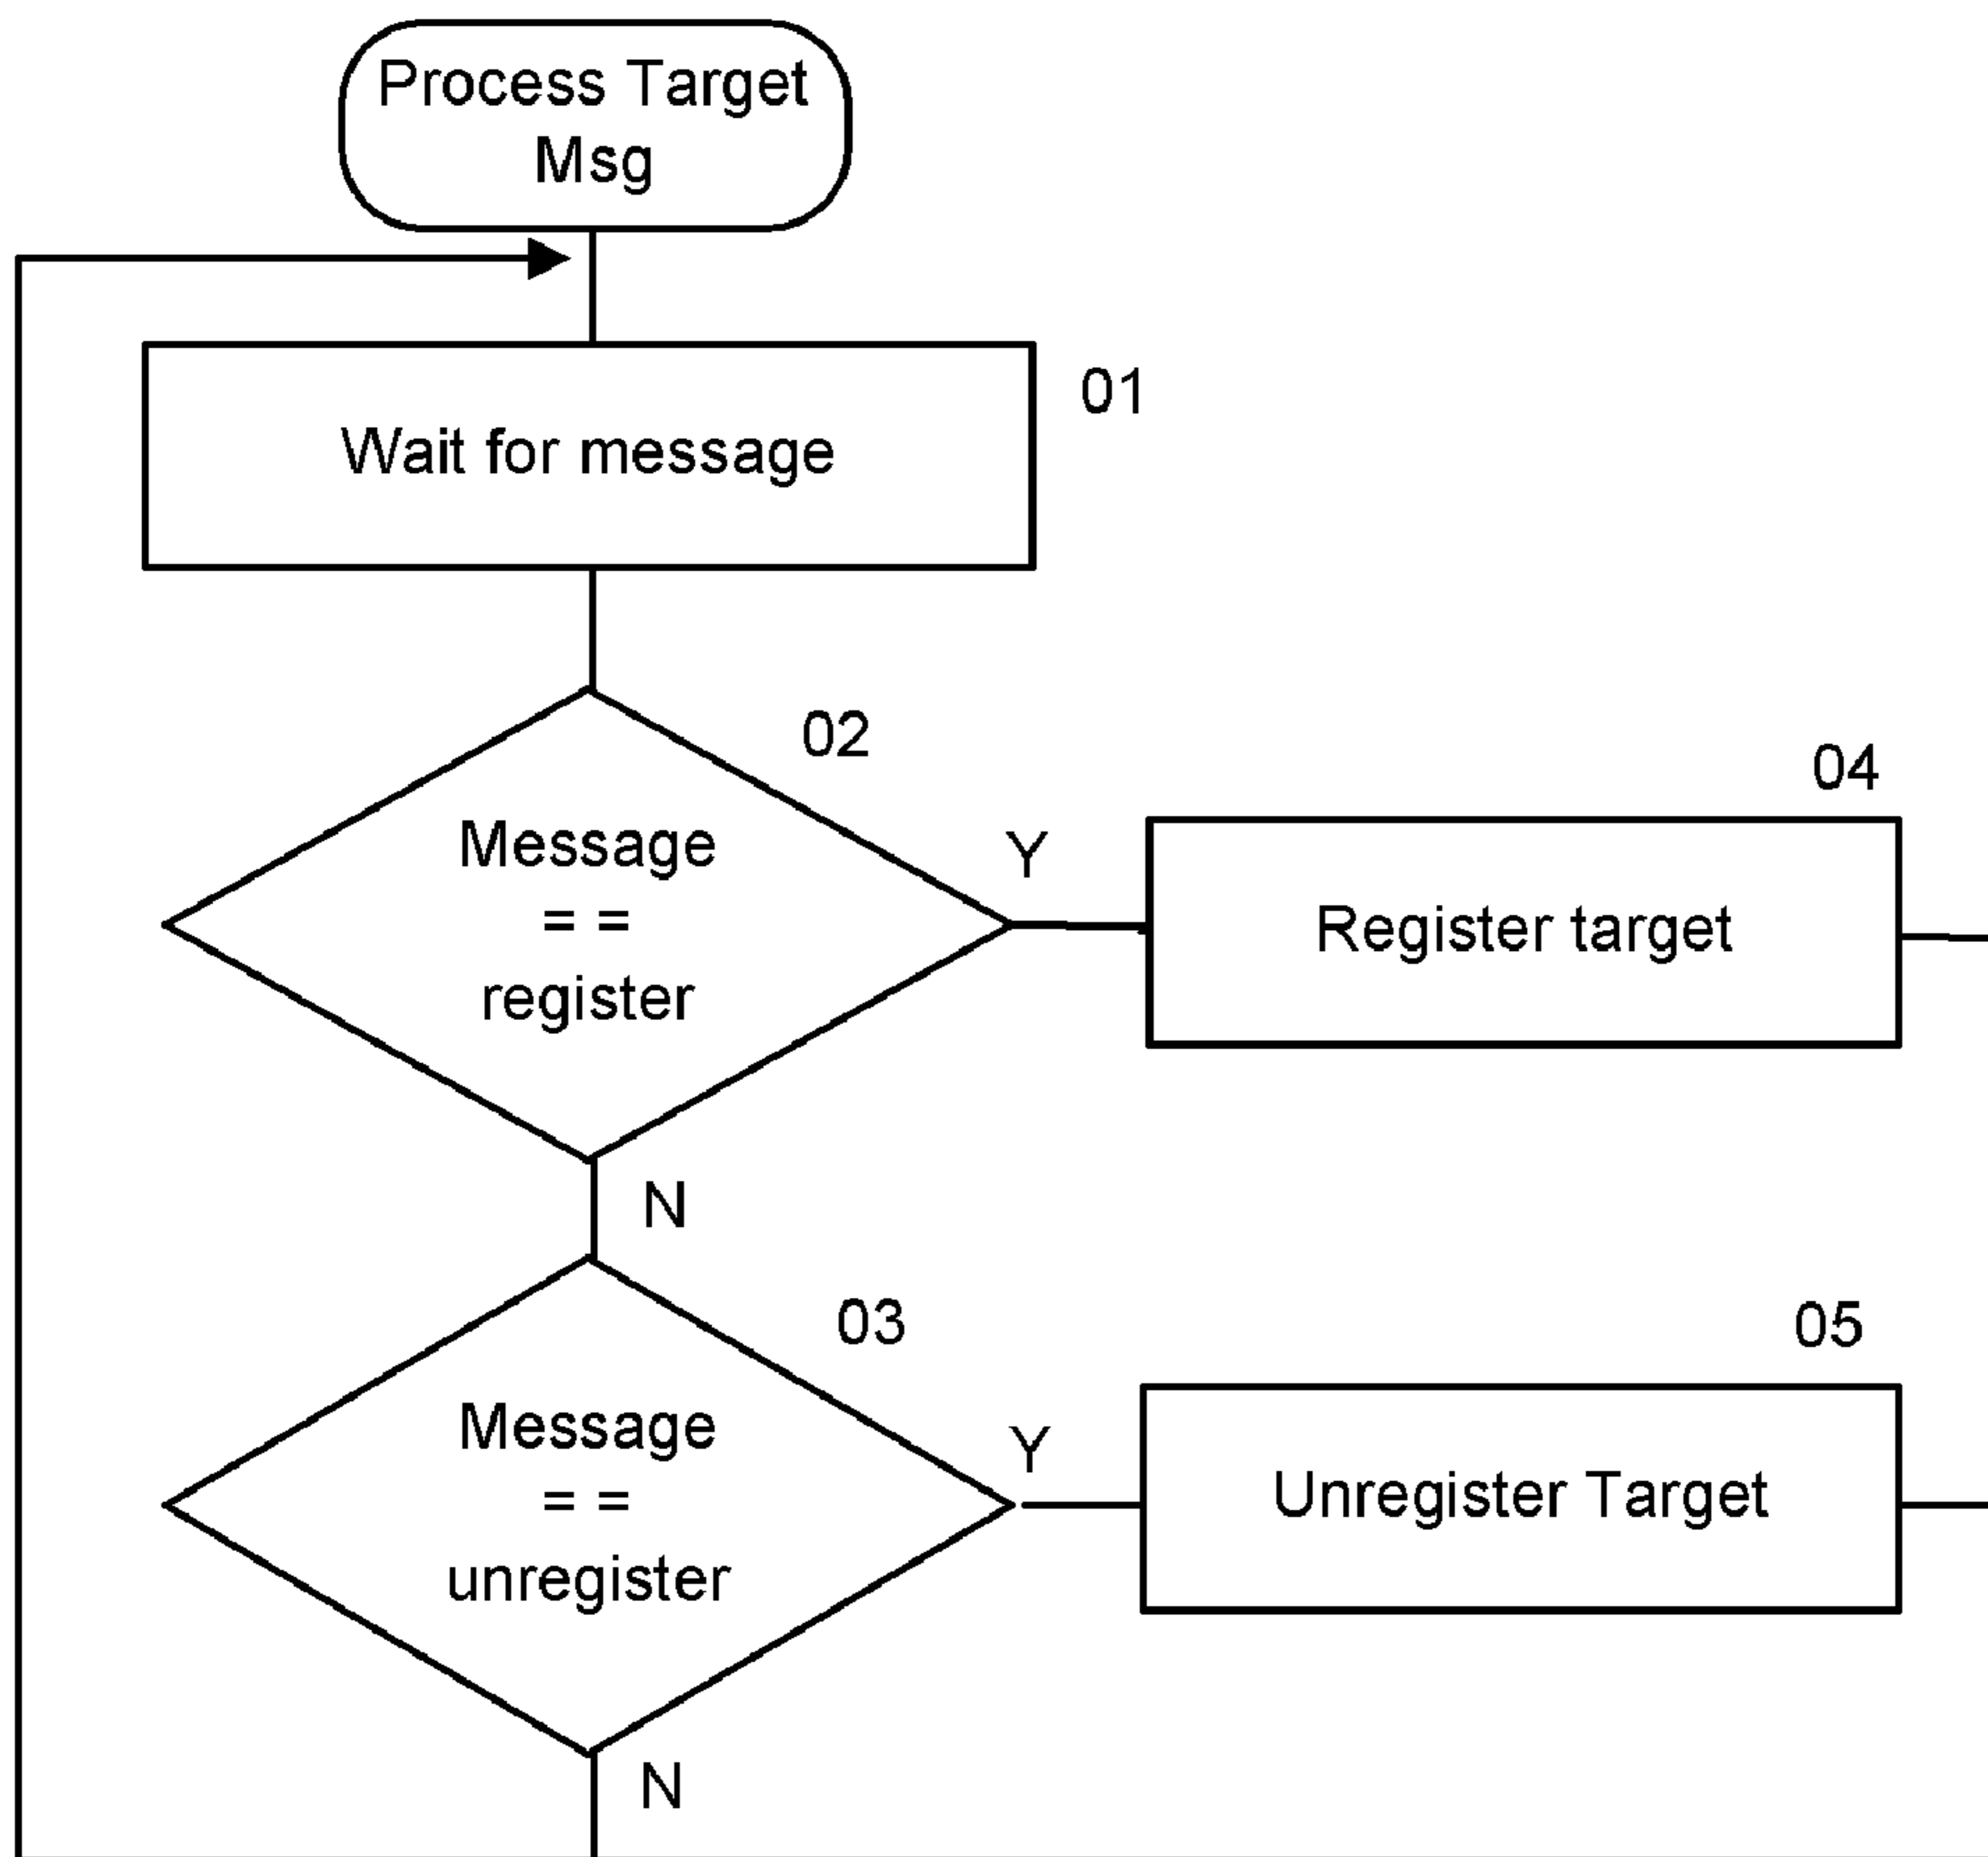 Process Target
Msg
Wait for message
01
02
Message
= =
register
Y
04
Register target
N
03
Message
= =
unregister
Y
05
Unregister Target
N